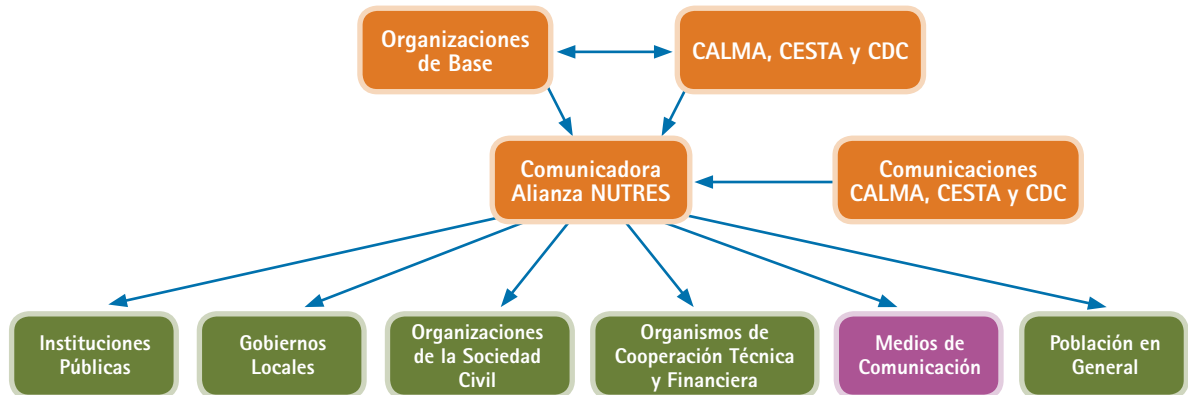 Organizaciones
de Base
CALMA, CESTA y CDC
Comunicadora
Alianza NUTRES
Comunicaciones
CALMA, CESTA y CDC
Instituciones
Públicas
Gobiernos
Locales
Organizaciones
de la Sociedad
Civil
Organismos de
Cooperación Técnica
y Financiera
Medios de
Comunicación
Población en
General